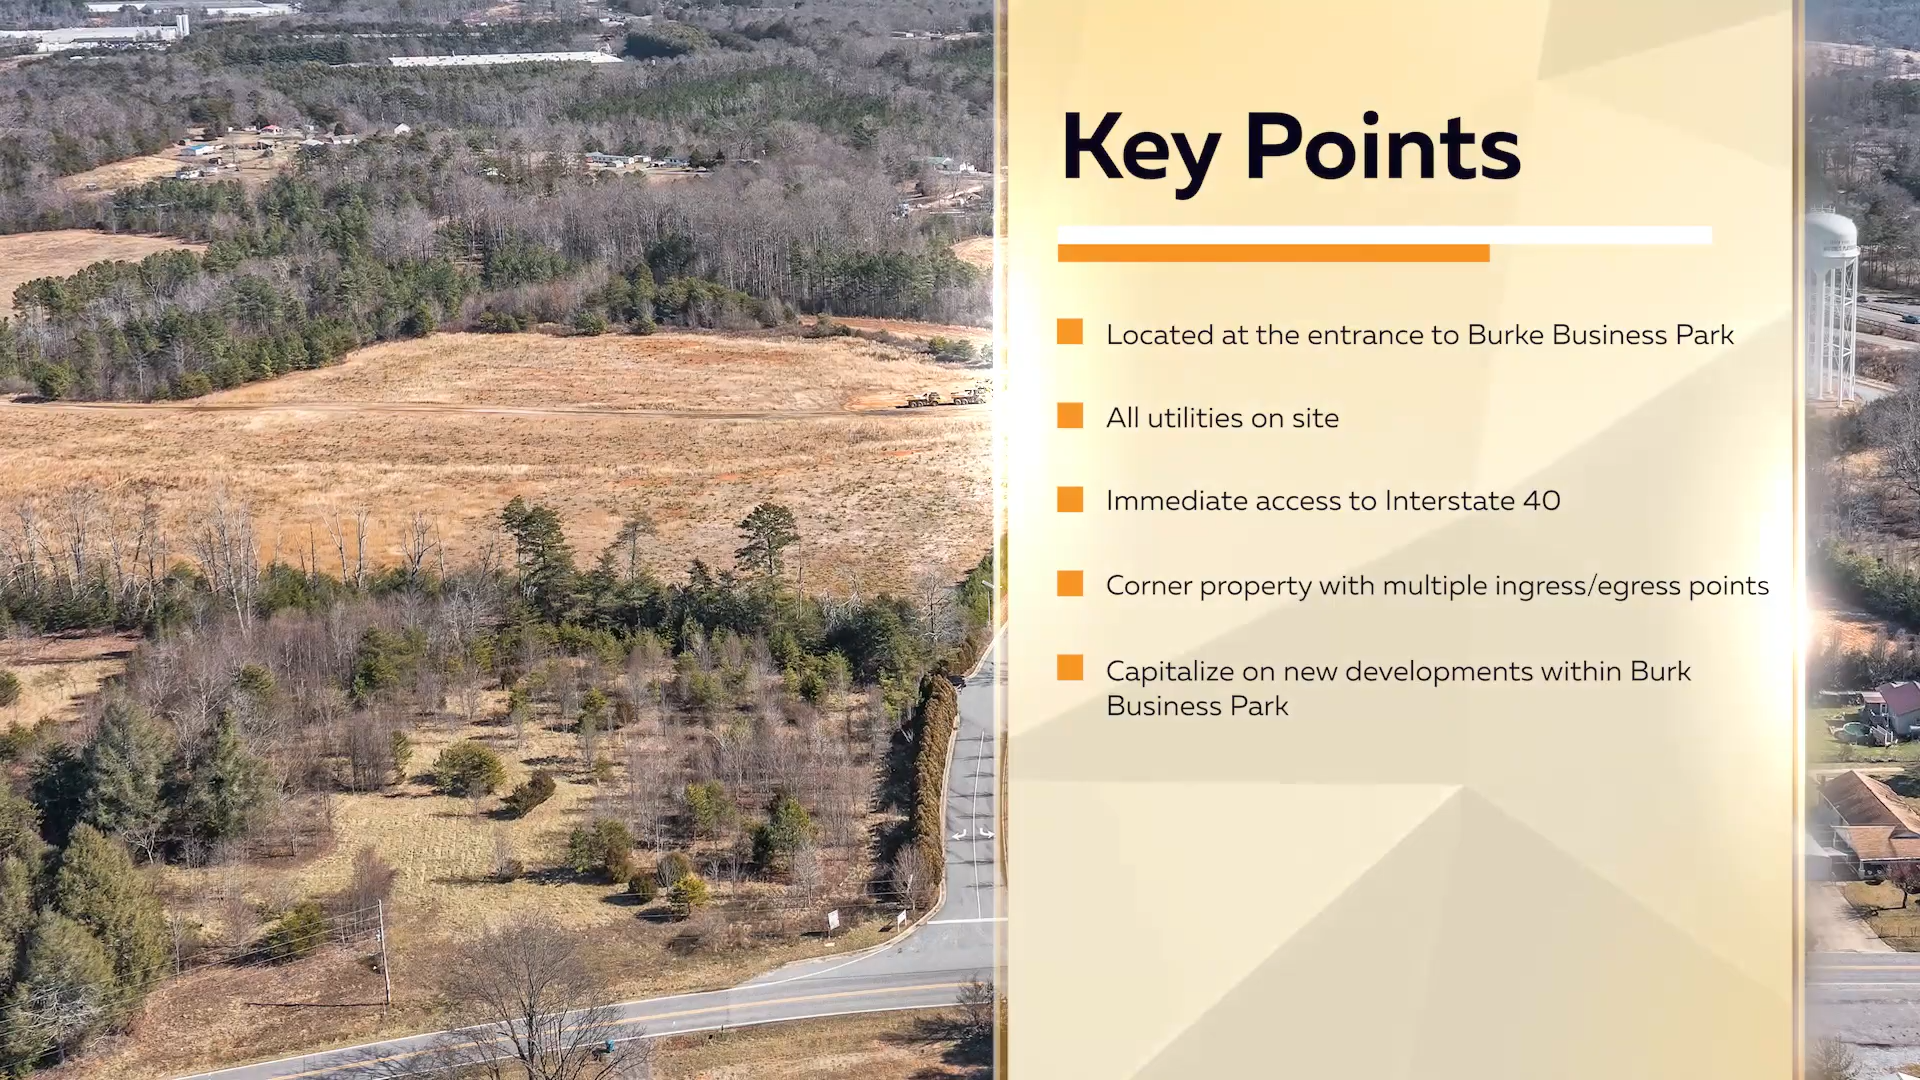 Key Points
Located at the entrance to Burke Business Park
All utilities on site
Immediate access to Interstate 40
Corner property with multiple ingress/egress points
Capitalize on new developments within Burk
Business Park